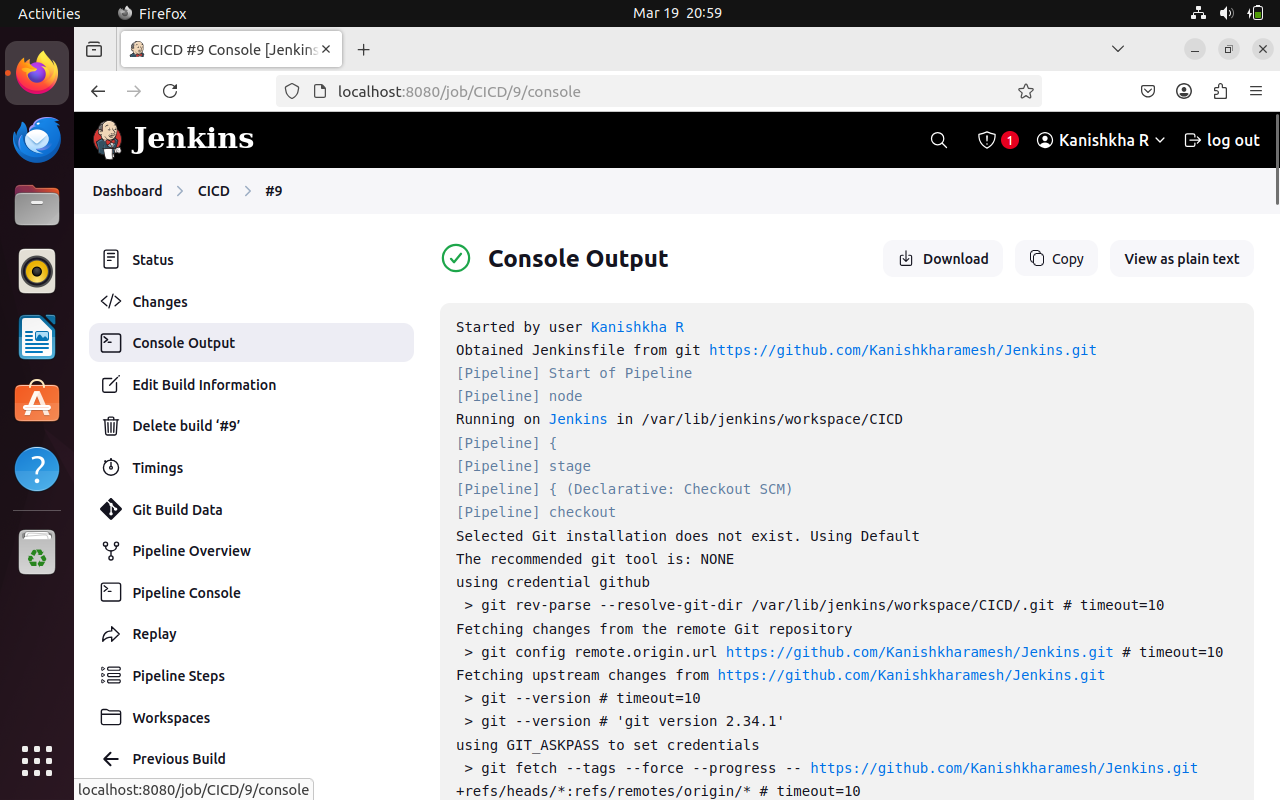 Activities
Firefox
Mar 19 20:59
CICD #9 Console [Jenkins
localhost:8080/job/CICD/9/console
Jenkins
1
Kanishkha R
log out
Dashboard
CICD
#9
Status
Changes
Console Output
Edit Build Information
Delete build ‘#9’
Timings
Git Build Data
Pipeline Overview
Pipeline Console
Replay
Pipeline Steps
Workspaces
Previous Build
localhost:8080/job/CICD/9/console
Console Output
Download
Copy
View as plain text
Started by user Kanishkha R
Obtained Jenkinsfile from git https://github.com/Kanishkharamesh/Jenkins.git
[Pipeline] Start of Pipeline
[Pipeline] node
Running on Jenkins in /var/lib/jenkins/workspace/CICD
[Pipeline] {
[Pipeline] stage
[Pipeline] { (Declarative: Checkout SCM)
[Pipeline] checkout
Selected Git installation does not exist. Using Default
The recommended git tool is: NONE
using credential github
 > git rev-parse --resolve-git-dir /var/lib/jenkins/workspace/CICD/.git # timeout=10
Fetching changes from the remote Git repository
 > git config remote.origin.url https://github.com/Kanishkharamesh/Jenkins.git # timeout=10
Fetching upstream changes from https://github.com/Kanishkharamesh/Jenkins.git
 > git --version # timeout=10
 > git --version # 'git version 2.34.1'
using GIT_ASKPASS to set credentials
 > git fetch --tags --force --progress -- https://github.com/Kanishkharamesh/Jenkins.git
+refs/heads/*:refs/remotes/origin/* # timeout=10